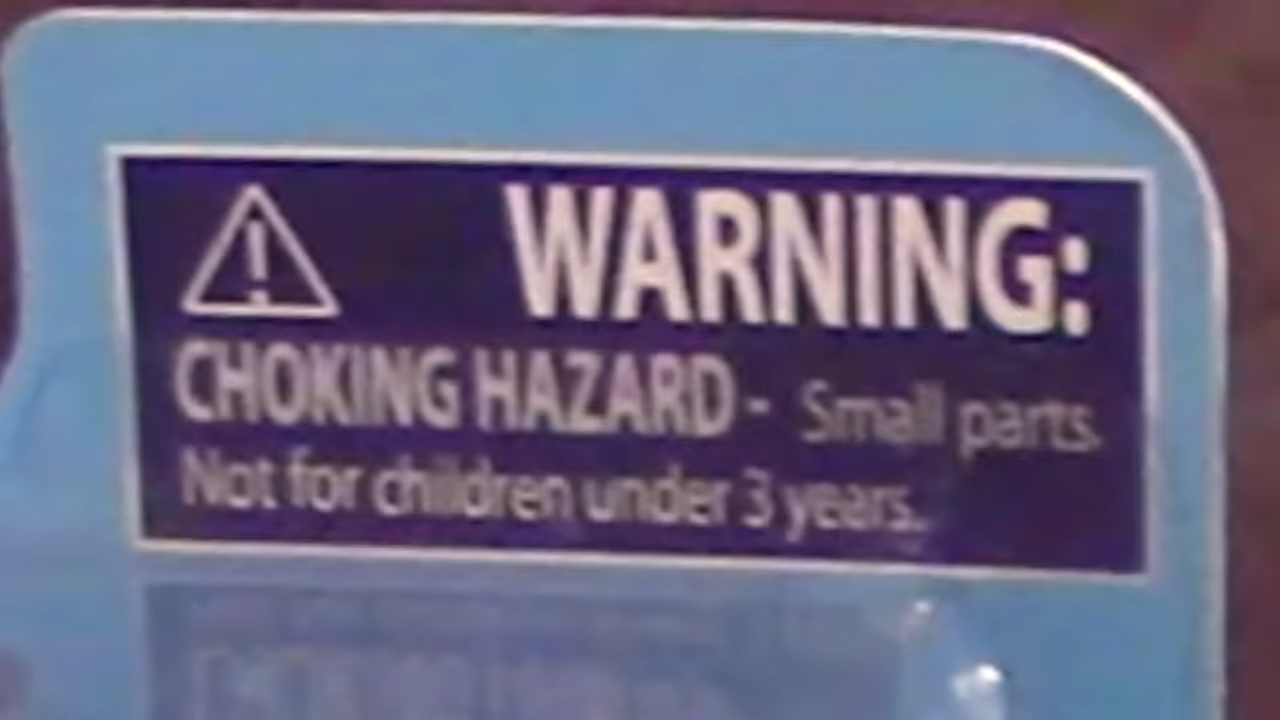 WARNING:
CHOKING HAZARD - Small parts.
Not for children under 3 years.